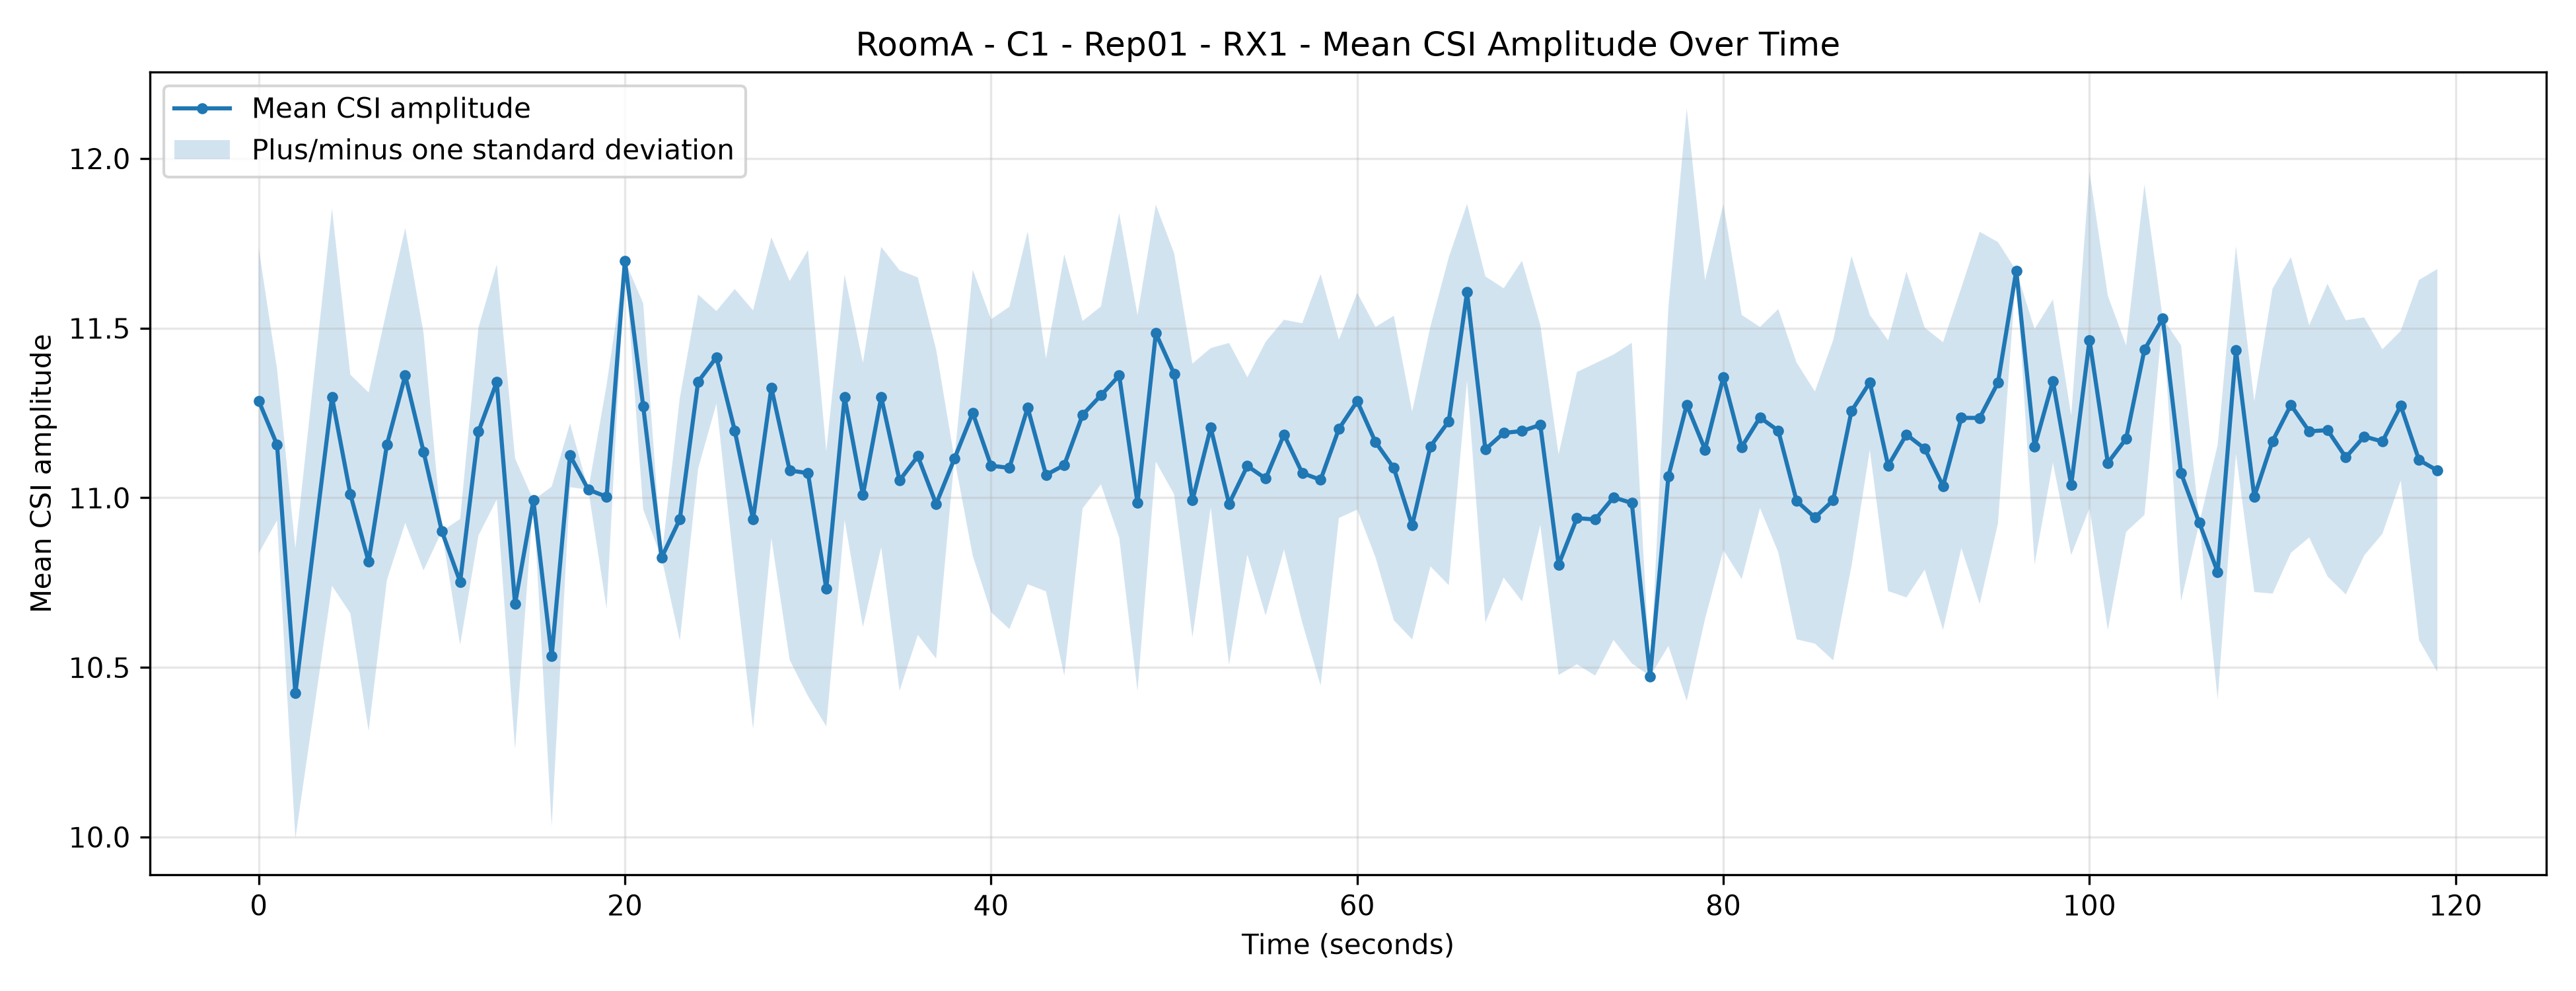 RoomA - C1 - Rep01 - RX1 - Mean CSI Amplitude Over Time
Mean CSI amplitude
Plus/minus one standard deviation
Mean CSI amplitude
12.0
11.5
11.0
10.5
10.0
0 20 40 60 80 100 120
Time (seconds)